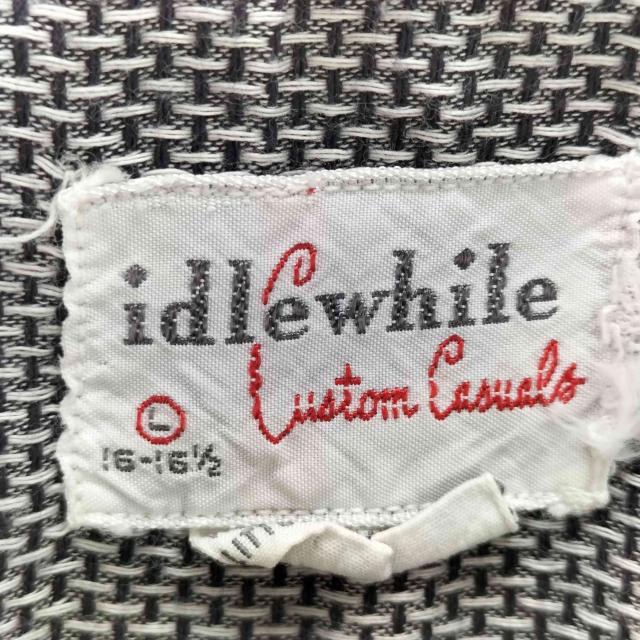 idlewhile
Custom Casuals
L
16-16½